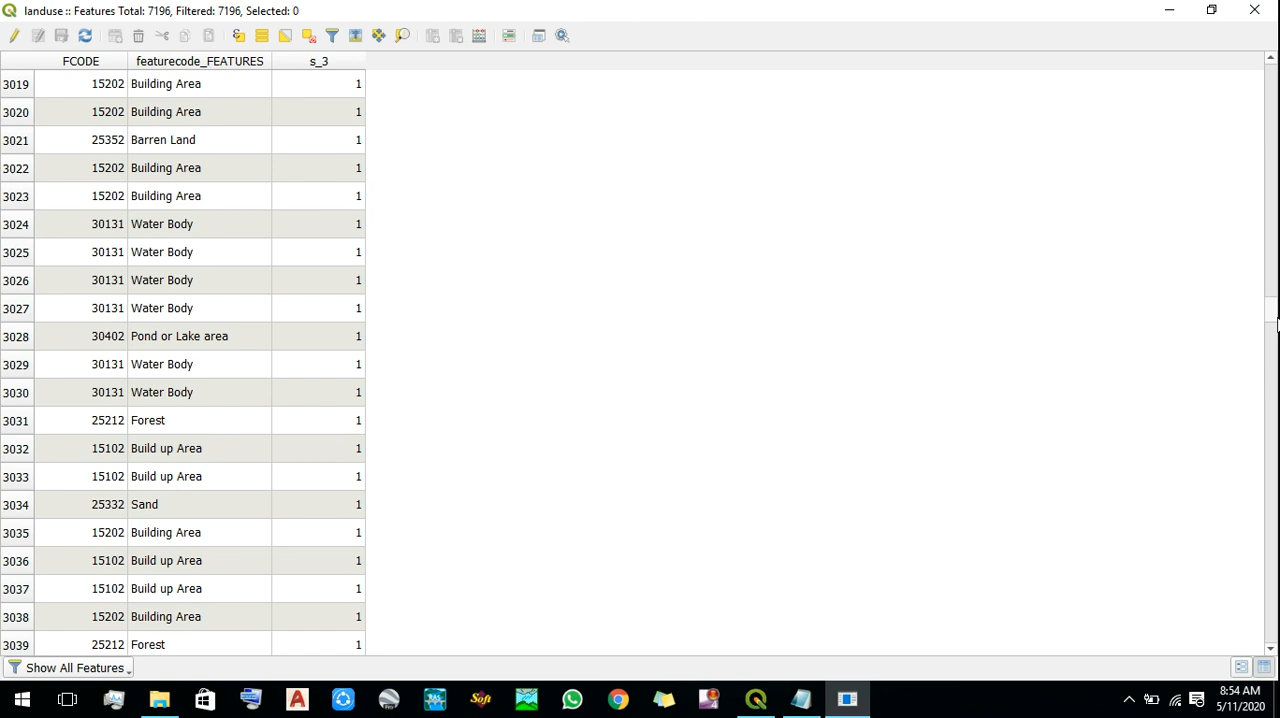 landuse :: Features Total: 7196, Filtered: 7196, Selected: 0
FCODE featurecode_FEATURES s_3
3019 15202 Building Area 1
3020 15202 Building Area 1
3021 25352 Barren Land 1
3022 15202 Building Area 1
3023 15202 Building Area 1
3024 30131 Water Body 1
3025 30131 Water Body 1
3026 30131 Water Body 1
3027 30131 Water Body 1
3028 30402 Pond or Lake area 1
3029 30131 Water Body 1
3030 30131 Water Body 1
3031 25212 Forest 1
3032 15102 Build up Area 1
3033 15102 Build up Area 1
3034 25332 Sand 1
3035 15202 Building Area 1
3036 15102 Build up Area 1
3037 15102 Build up Area 1
3038 15202 Building Area 1
3039 25212 Forest 1
Show All Features
Soft
8:54 AM
5/11/2020